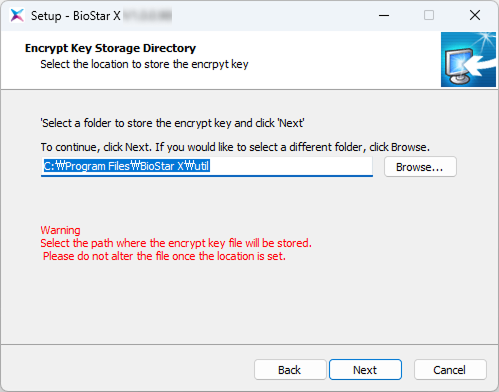 Setup - BioStar X
Encrypt Key Storage Directory
Select the location to store the encrpyt key
'Select a folder to store the encrypt key and click 'Next'
To continue, click Next. If you would like to select a different folder, click Browse.
C:₩Program Files₩BioStar X₩util
Browse...
Warning
Select the path where the encrypt key file will be stored.
Please do not alter the file once the location is set.
Back
Next
Cancel